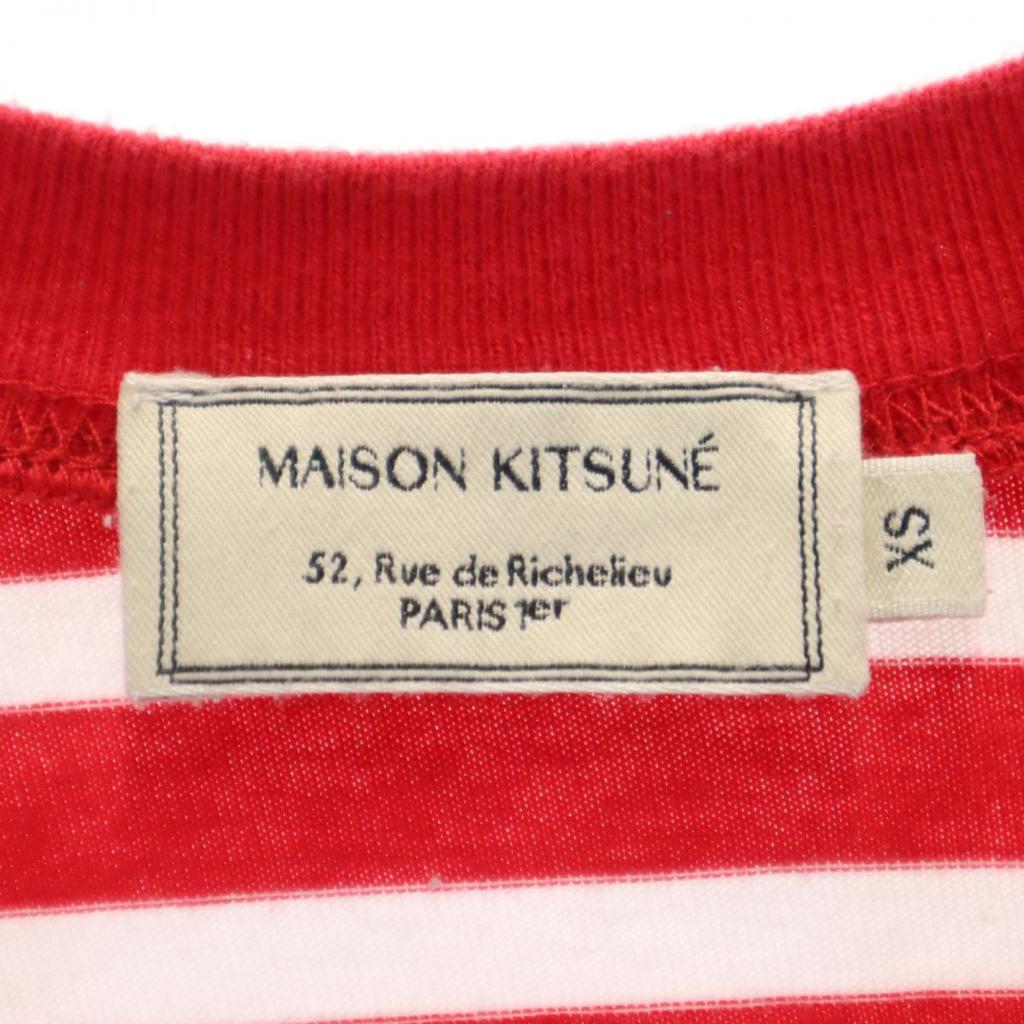 MAISON KITSUNÉ
52, Rue de Richelieu
PARIS 1er
XS